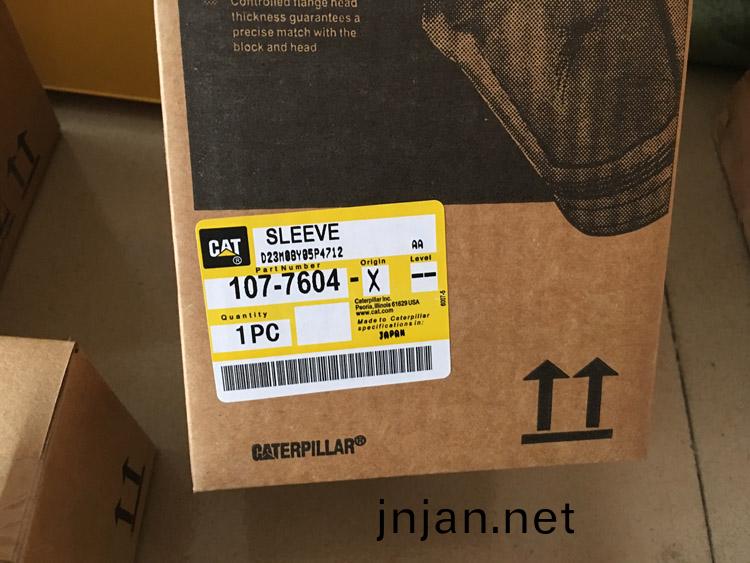 Controlled flange head
thickness guarantees a
precise match with the
block and head
CAT®
SLEEVE
D23M08Y05P4712
AA
Part Number
Origin
Level
107-7604 - X --
Caterpillar Inc.
Peoria, Illinois 61629 USA
www.cat.com
Quantity
Made to Caterpillar
specifications in:
1PC
JAPAN
CATERPILLAR®
jnjan.net